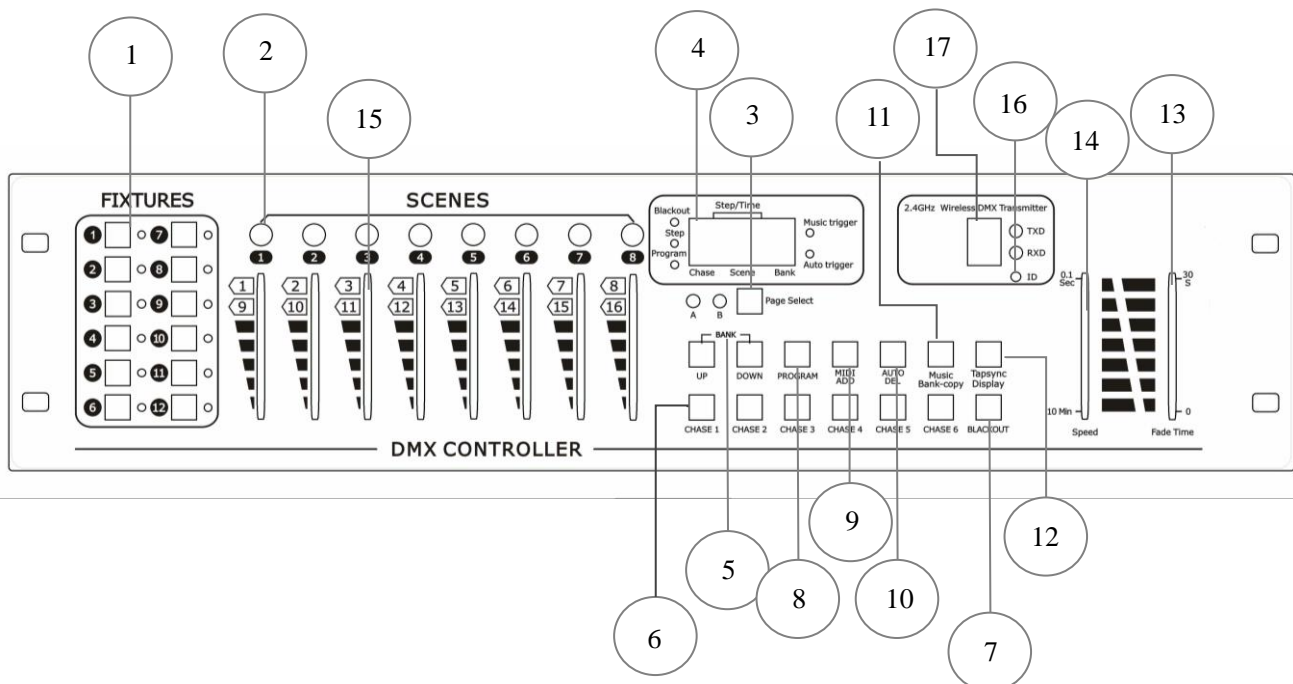 1
2
4
17
3
15
11
16
14
13
FIXTURES
SCENES
1 7
2 8
3 9
4 10
5 11
6 12
1 2 3 4 5 6 7 8
1 2 3 4 5 6 7 8
9 10 11 12 13 14 15 16
Step/Time
Blackout
Step
Program
Music trigger
Auto trigger
Chase Scene Bank
A B Page Select
2.4GHz Wireless DMX Transmitter
TXD
RXD
ID
0.1
Sec
30
S
10 Min
0
Speed Fade Time
BANK
UP DOWN PROGRAM MIDI AUTO Music Tapsync
ADD DEL Bank-copy Display
CHASE 1 CHASE 2 CHASE 3 CHASE 4 CHASE 5 CHASE 6 BLACKOUT
DMX CONTROLLER
9
12
5
8
10
6
7